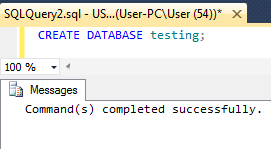 SQLQuery2.sql - US...(User-PC\User (54))*
CREATE DATABASE testing;
100 %
Messages
Command(s) completed successfully.